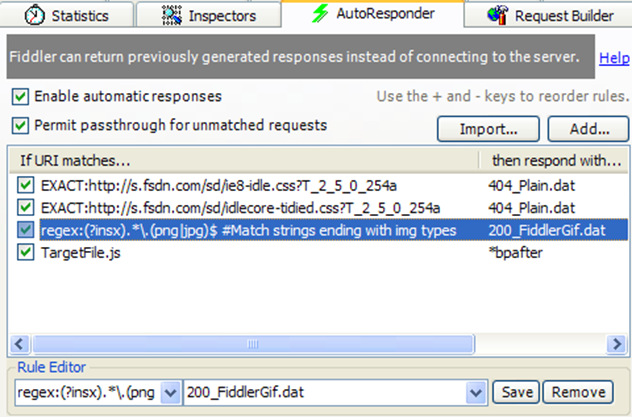 Statistics Inspectors AutoResponder Request Builder
Fiddler can return previously generated responses instead of connecting to the server. Help
Enable automatic responses Use the + and - keys to reorder rules.
Permit passthrough for unmatched requests Import... Add...
If URI matches... then respond with...
EXACT:http://s.fsdn.com/sd/ie8-idle.css?T_2_5_0_254a 404_Plain.dat
EXACT:http://s.fsdn.com/sd/idlecore-tidied.css?T_2_5_0_254a 404_Plain.dat
regex:(?insx).*\.(png|jpg)$ #Match strings ending with img types 200_FiddlerGif.dat
TargetFile.js *bpafter
Rule Editor
regex:(?insx).*\.(png 200_FiddlerGif.dat Save Remove